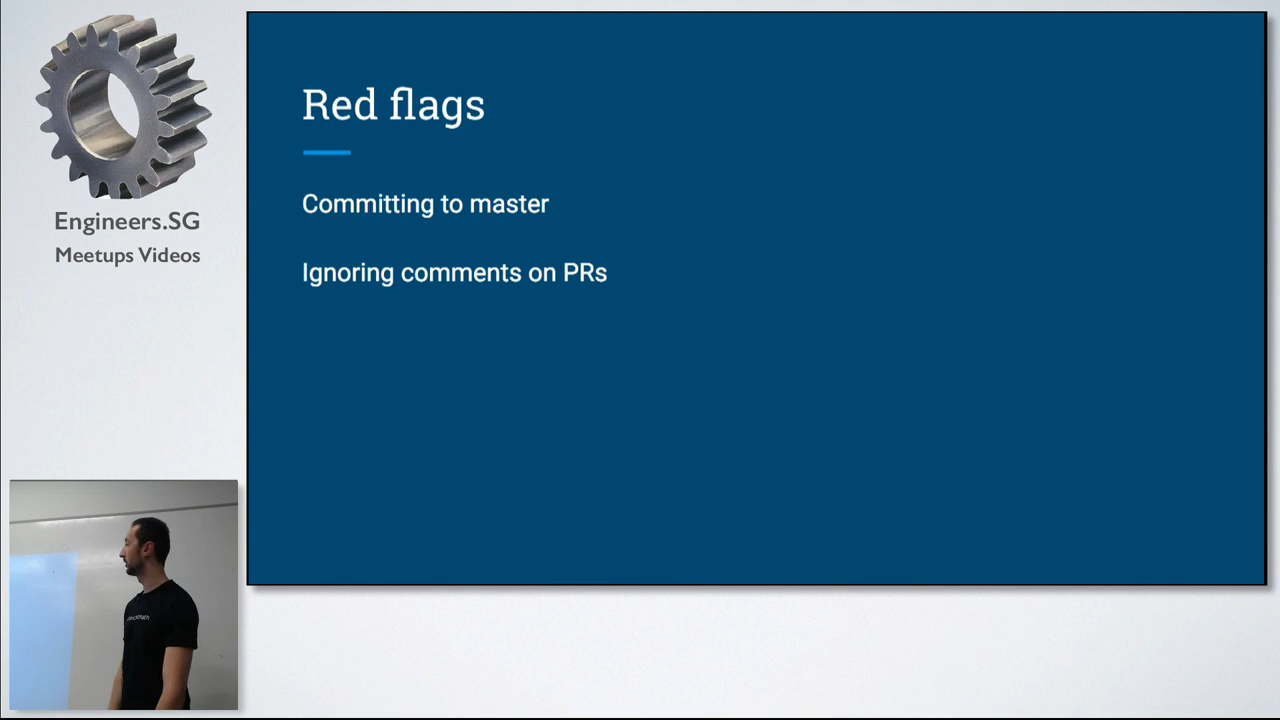 Engineers.SG
Meetups Videos
Red flags
Committing to master
Ignoring comments on PRs